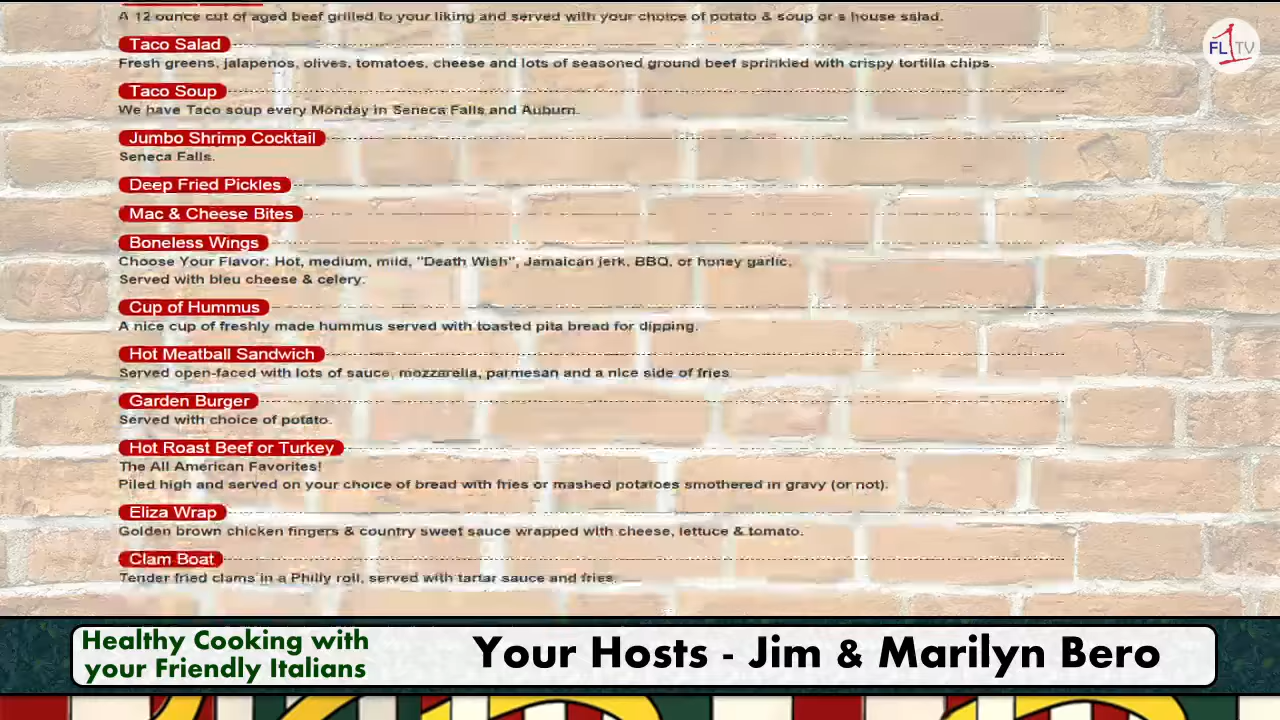 A 12 ounce cut of aged beef grilled to your liking and served with your choice of potato & soup or a house salad.
Taco Salad
Fresh greens, jalapenos, olives, tomatoes, cheese and lots of seasoned ground beef sprinkled with crispy tortilla chips.
Taco Soup
We have Taco soup every Monday in Seneca Falls and Auburn.
Jumbo Shrimp Cocktail
Seneca Falls.
Deep Fried Pickles
Mac & Cheese Bites
Boneless Wings
Choose Your Flavor: Hot, medium, mild, "Death Wish", Jamaican jerk, BBQ, or honey garlic.
Served with bleu cheese & celery.
Cup of Hummus
A nice cup of freshly made hummus served with toasted pita bread for dipping.
Hot Meatball Sandwich
Served open-faced with lots of sauce, mozzarella, parmesan and a nice side of fries.
Garden Burger
Served with choice of potato.
Hot Roast Beef or Turkey
The All American Favorites!
Piled high and served on your choice of bread with fries or mashed potatoes smothered in gravy (or not).
Eliza Wrap
Golden brown chicken fingers & country sweet sauce wrapped with cheese, lettuce & tomato.
Clam Boat
Tender fried clams in a Philly roll, served with tartar sauce and fries.
FL1TV
Healthy Cooking with
your Friendly Italians
Your Hosts - Jim & Marilyn Bero